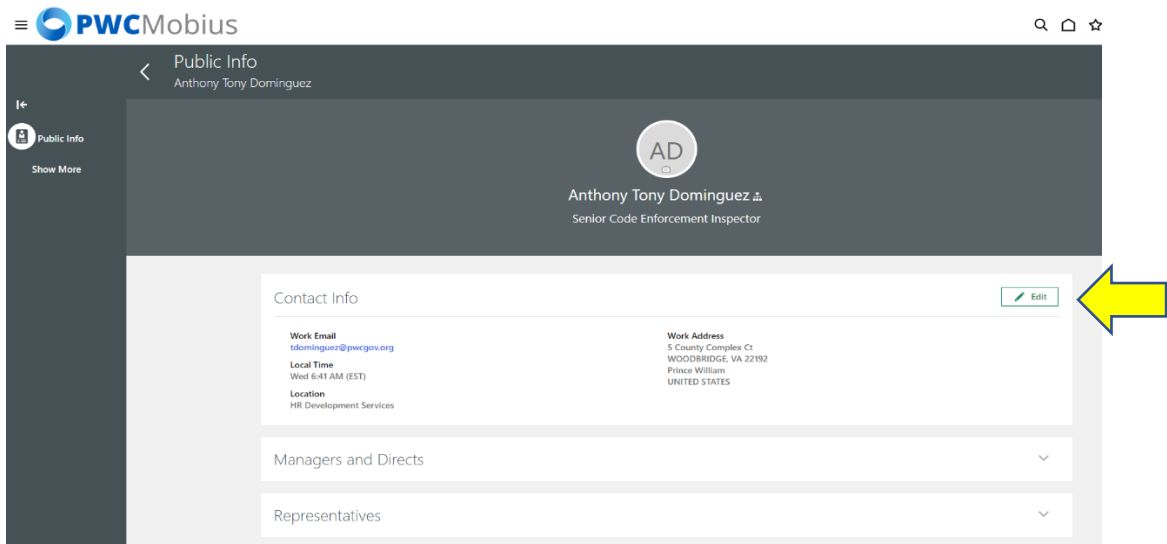 PWCMobius
Public Info
Anthony Tony Dominguez
Public Info
Show More
AD
Anthony Tony Dominguez
Senior Code Enforcement Inspector
Contact Info
Edit
Work Email
tdominguez@pwcgov.org
Local Time
Wed 6:41 AM (EST)
Location
HR Development Services
Work Address
5 County Complex Ct
WOODBRIDGE, VA 22192
Prince William
UNITED STATES
Managers and Directs
Representatives